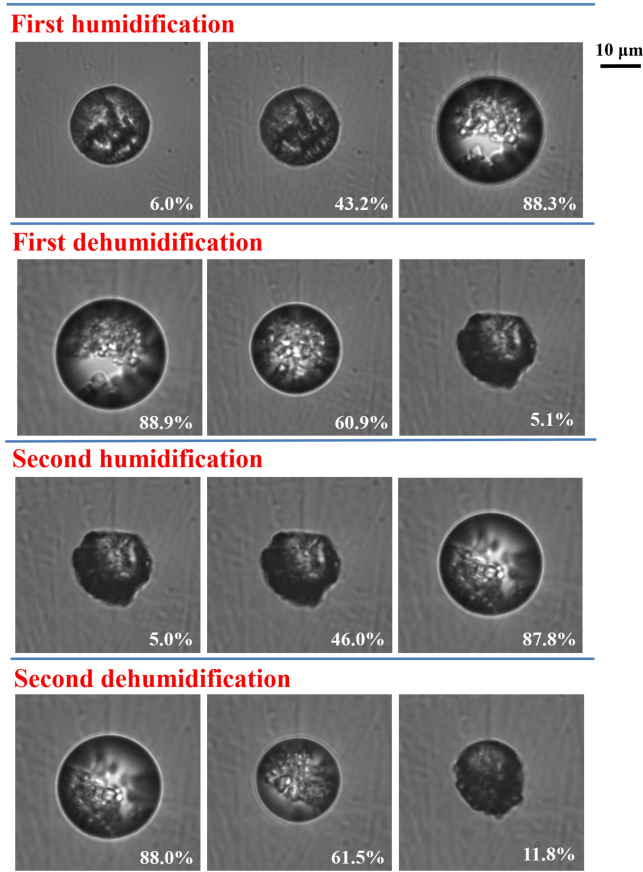 First humidification
10 μm
6.0%
43.2%
88.3%
First dehumidification
88.9%
60.9%
5.1%
Second humidification
5.0%
46.0%
87.8%
Second dehumidification
88.0%
61.5%
11.8%